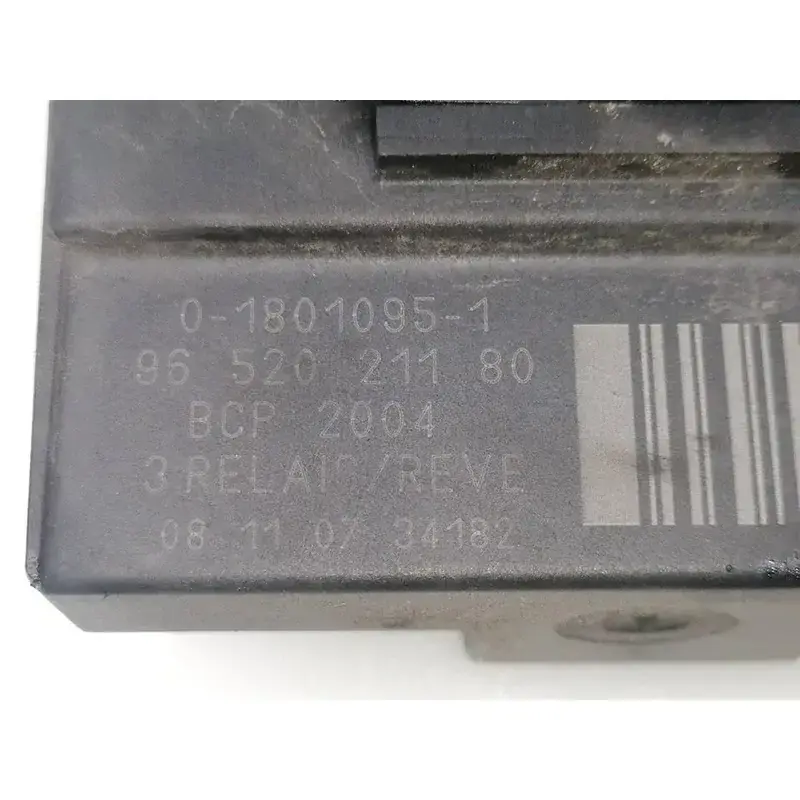 0-1801095-1
96 520 211 80
BCP 2004
3 RELAIS/REVE
08 11 07 34182